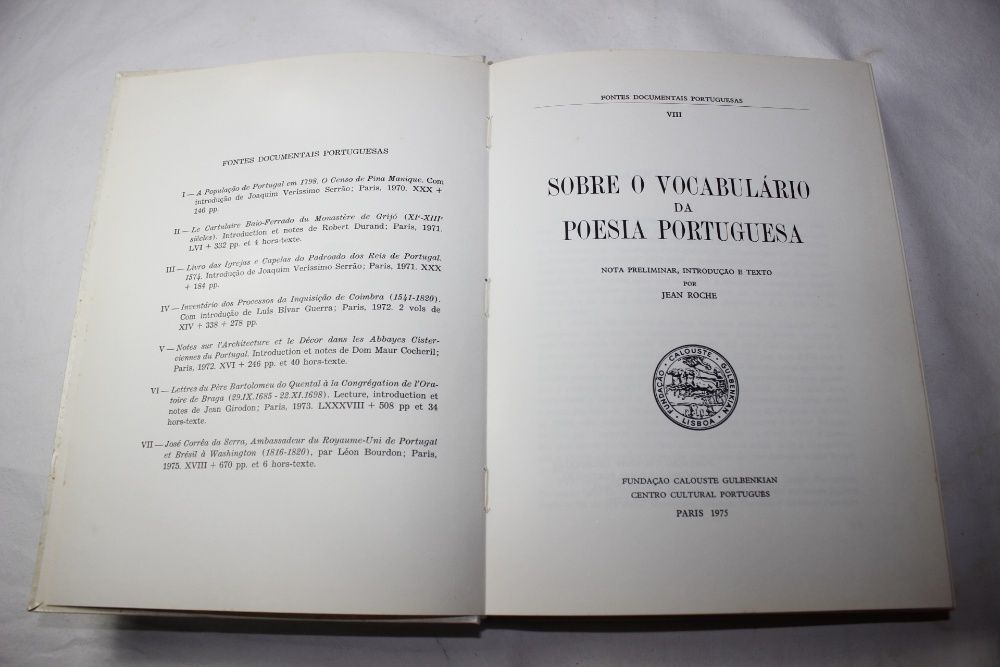 FONTES DOCUMENTAIS PORTUGUESAS
I — A População de Portugal em 1798. O Censo de Pina Manique. Com
introdução de Joaquim Veríssimo Serrão; Paris, 1970. XXX +
146 pp.
II — Le Cartulaire Baio-Ferrado du Monastère de Grijó (XIᵉ-XIIIᵉ
siècles). Introduction et notes de Robert Durand; Paris, 1971.
LVI + 332 pp. et 4 hors-texte.
III — Livro das Igrejas e Capelas do Padroado dos Reis de Portugal.
1574. Introdução de Joaquim Veríssimo Serrão; Paris, 1971. XXX
+ 184 pp.
IV — Inventário dos Processos da Inquisição de Coimbra (1541-1820).
Com introdução de Luís Bivar Guerra; Paris, 1972. 2 vols de
XIV + 338 + 278 pp.
V — Notes sur l'Architecture et le Décor dans les Abbayes Cister-
ciennes du Portugal. Introduction et notes de Dom Maur Cocheril;
Paris, 1972. XVI + 246 pp. et 40 hors-texte.
VI — Lettres du Père Bartolomeu do Quental à la Congrégation de l'Ora-
toire de Braga (29.IX.1685 - 22.XI.1698). Lecture, introduction et
notes de Jean Girodon; Paris, 1973. LXXXVIII + 508 pp et 34
hors-texte.
VII — José Corrêa da Serra, Ambassadeur du Royaume-Uni de Portugal
et Brésil à Washington (1816-1820), par Léon Bourdon; Paris,
1975. XVIII + 670 pp. et 6 hors-texte.
FONTES DOCUMENTAIS PORTUGUESAS
VIII
SOBRE O VOCABULÁRIO
DA
POESIA PORTUGUESA
NOTA PRELIMINAR, INTRODUÇÃO E TEXTO
POR
JEAN ROCHE
FUNDAÇÃO CALOUSTE GULBENKIAN
LISBOA
FUNDAÇÃO CALOUSTE GULBENKIAN
CENTRO CULTURAL PORTUGUÊS
PARIS 1975